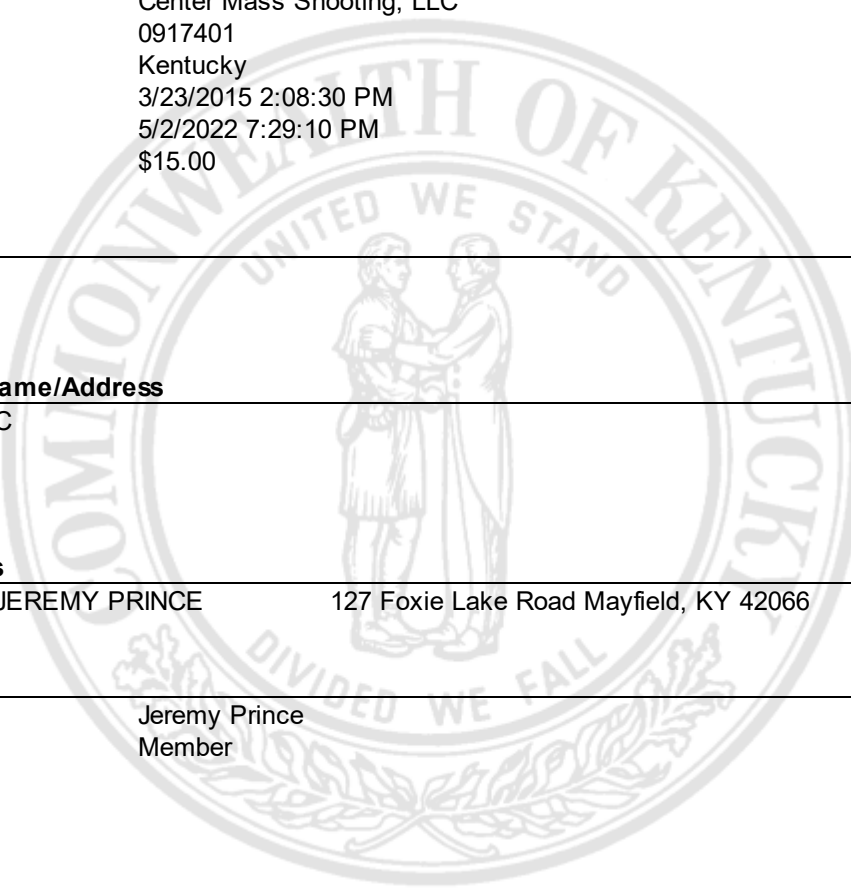 Center Mass Shooting, LLC
0917401
Kentucky
3/23/2015 2:08:30 PM
5/2/2022 7:29:10 PM
$15.00
COMMONWEALTH OF KENTUCKY
UNITED WE STAND
ame/Address
C
s
JEREMY PRINCE 127 Foxie Lake Road Mayfield, KY 42066
DIVIDED WE FALL
Jeremy Prince
Member